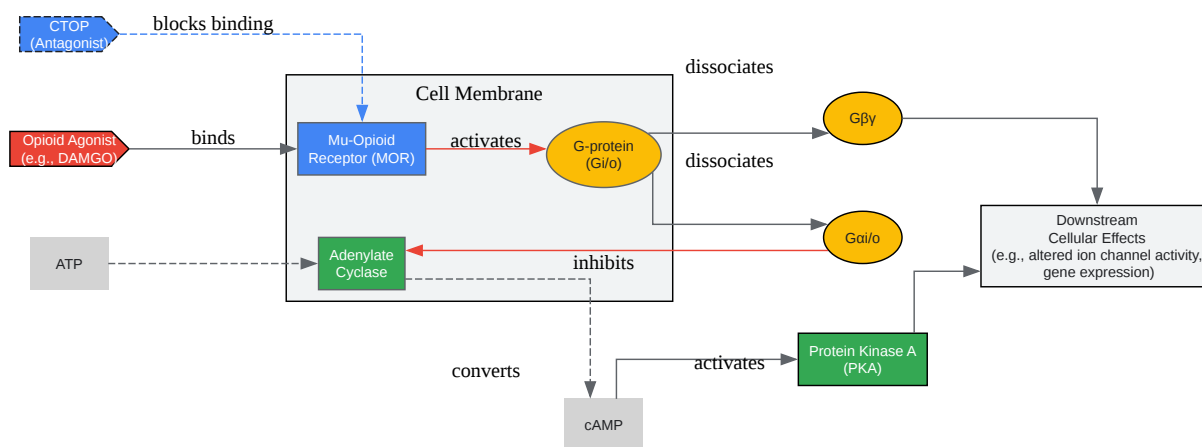 CTOP
(Antagonist)
blocks binding
dissociates
Cell Membrane
Opioid Agonist
(e.g., DAMGO)
binds
Mu-Opioid
Receptor (MOR)
activates
G-protein
(Gi/o)
Gβγ
dissociates
ATP
Adenylate
Cyclase
inhibits
Gαi/o
Downstream
Cellular Effects
(e.g., altered ion channel activity,
gene expression)
converts
activates
Protein Kinase A
(PKA)
cAMP